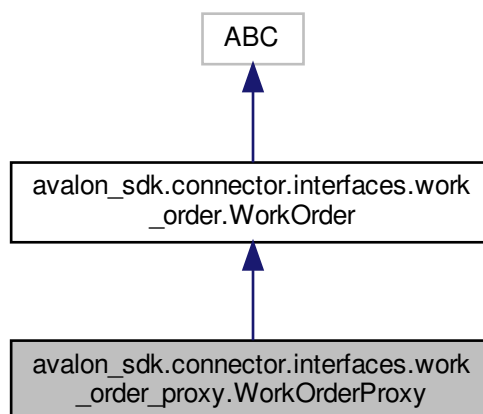 ABC
avalon_sdk.connector.interfaces.work
_order.WorkOrder
avalon_sdk.connector.interfaces.work
_order_proxy.WorkOrderProxy